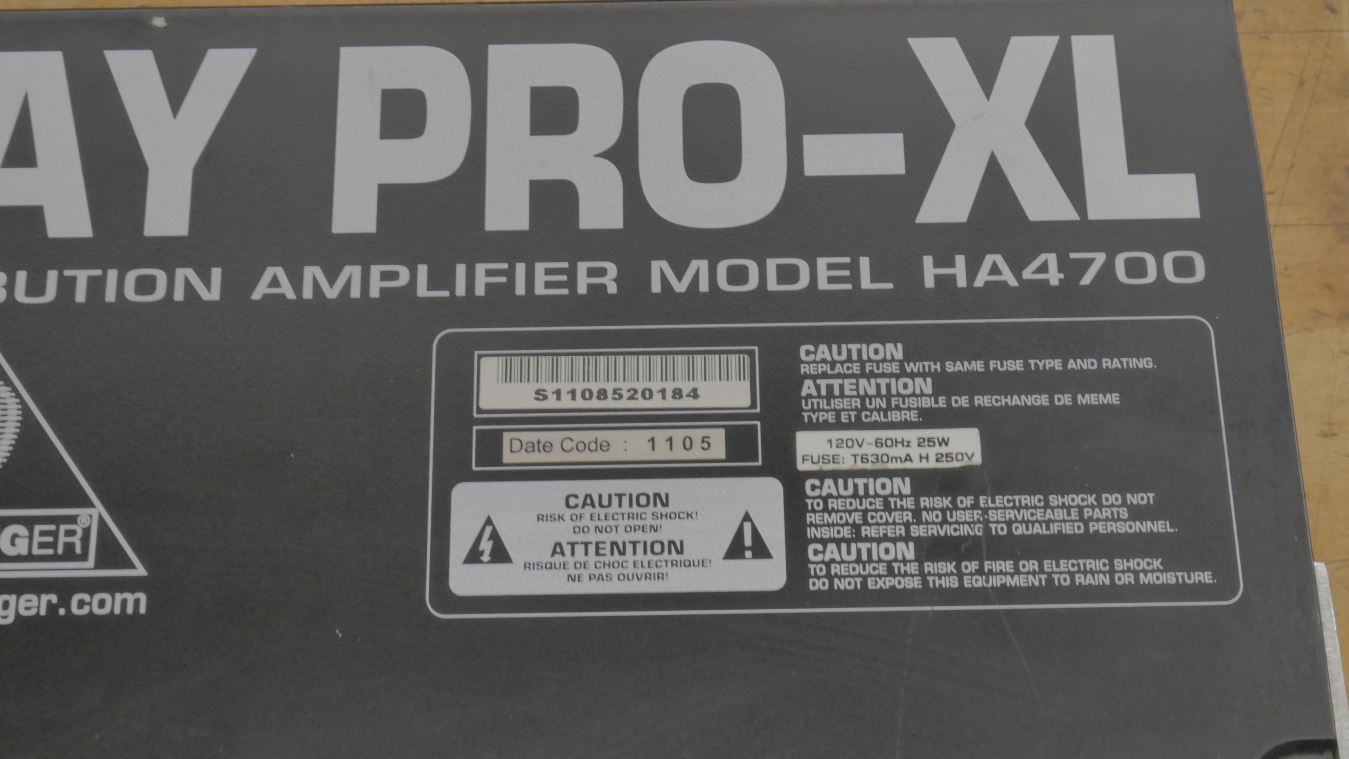 AY PRO-XL
BUTION AMPLIFIER MODEL HA4700
S1108520184
Date Code : 1105
CAUTION
RISK OF ELECTRIC SHOCK!
DO NOT OPEN!
ATTENTION
RISQUE DE CHOC ELECTRIQUE!
NE PAS OUVRIR!
CAUTION
REPLACE FUSE WITH SAME FUSE TYPE AND RATING.
ATTENTION
UTILISER UN FUSIBLE DE RECHANGE DE MEME
TYPE ET CALIBRE.
120V~60Hz 25W
FUSE: T630mA H 250V
CAUTION
TO REDUCE THE RISK OF ELECTRIC SHOCK DO NOT
REMOVE COVER. NO USER-SERVICEABLE PARTS
INSIDE: REFER SERVICING TO QUALIFIED PERSONNEL.
CAUTION
TO REDUCE THE RISK OF FIRE OR ELECTRIC SHOCK
DO NOT EXPOSE THIS EQUIPMENT TO RAIN OR MOISTURE.
GER®
ger.com